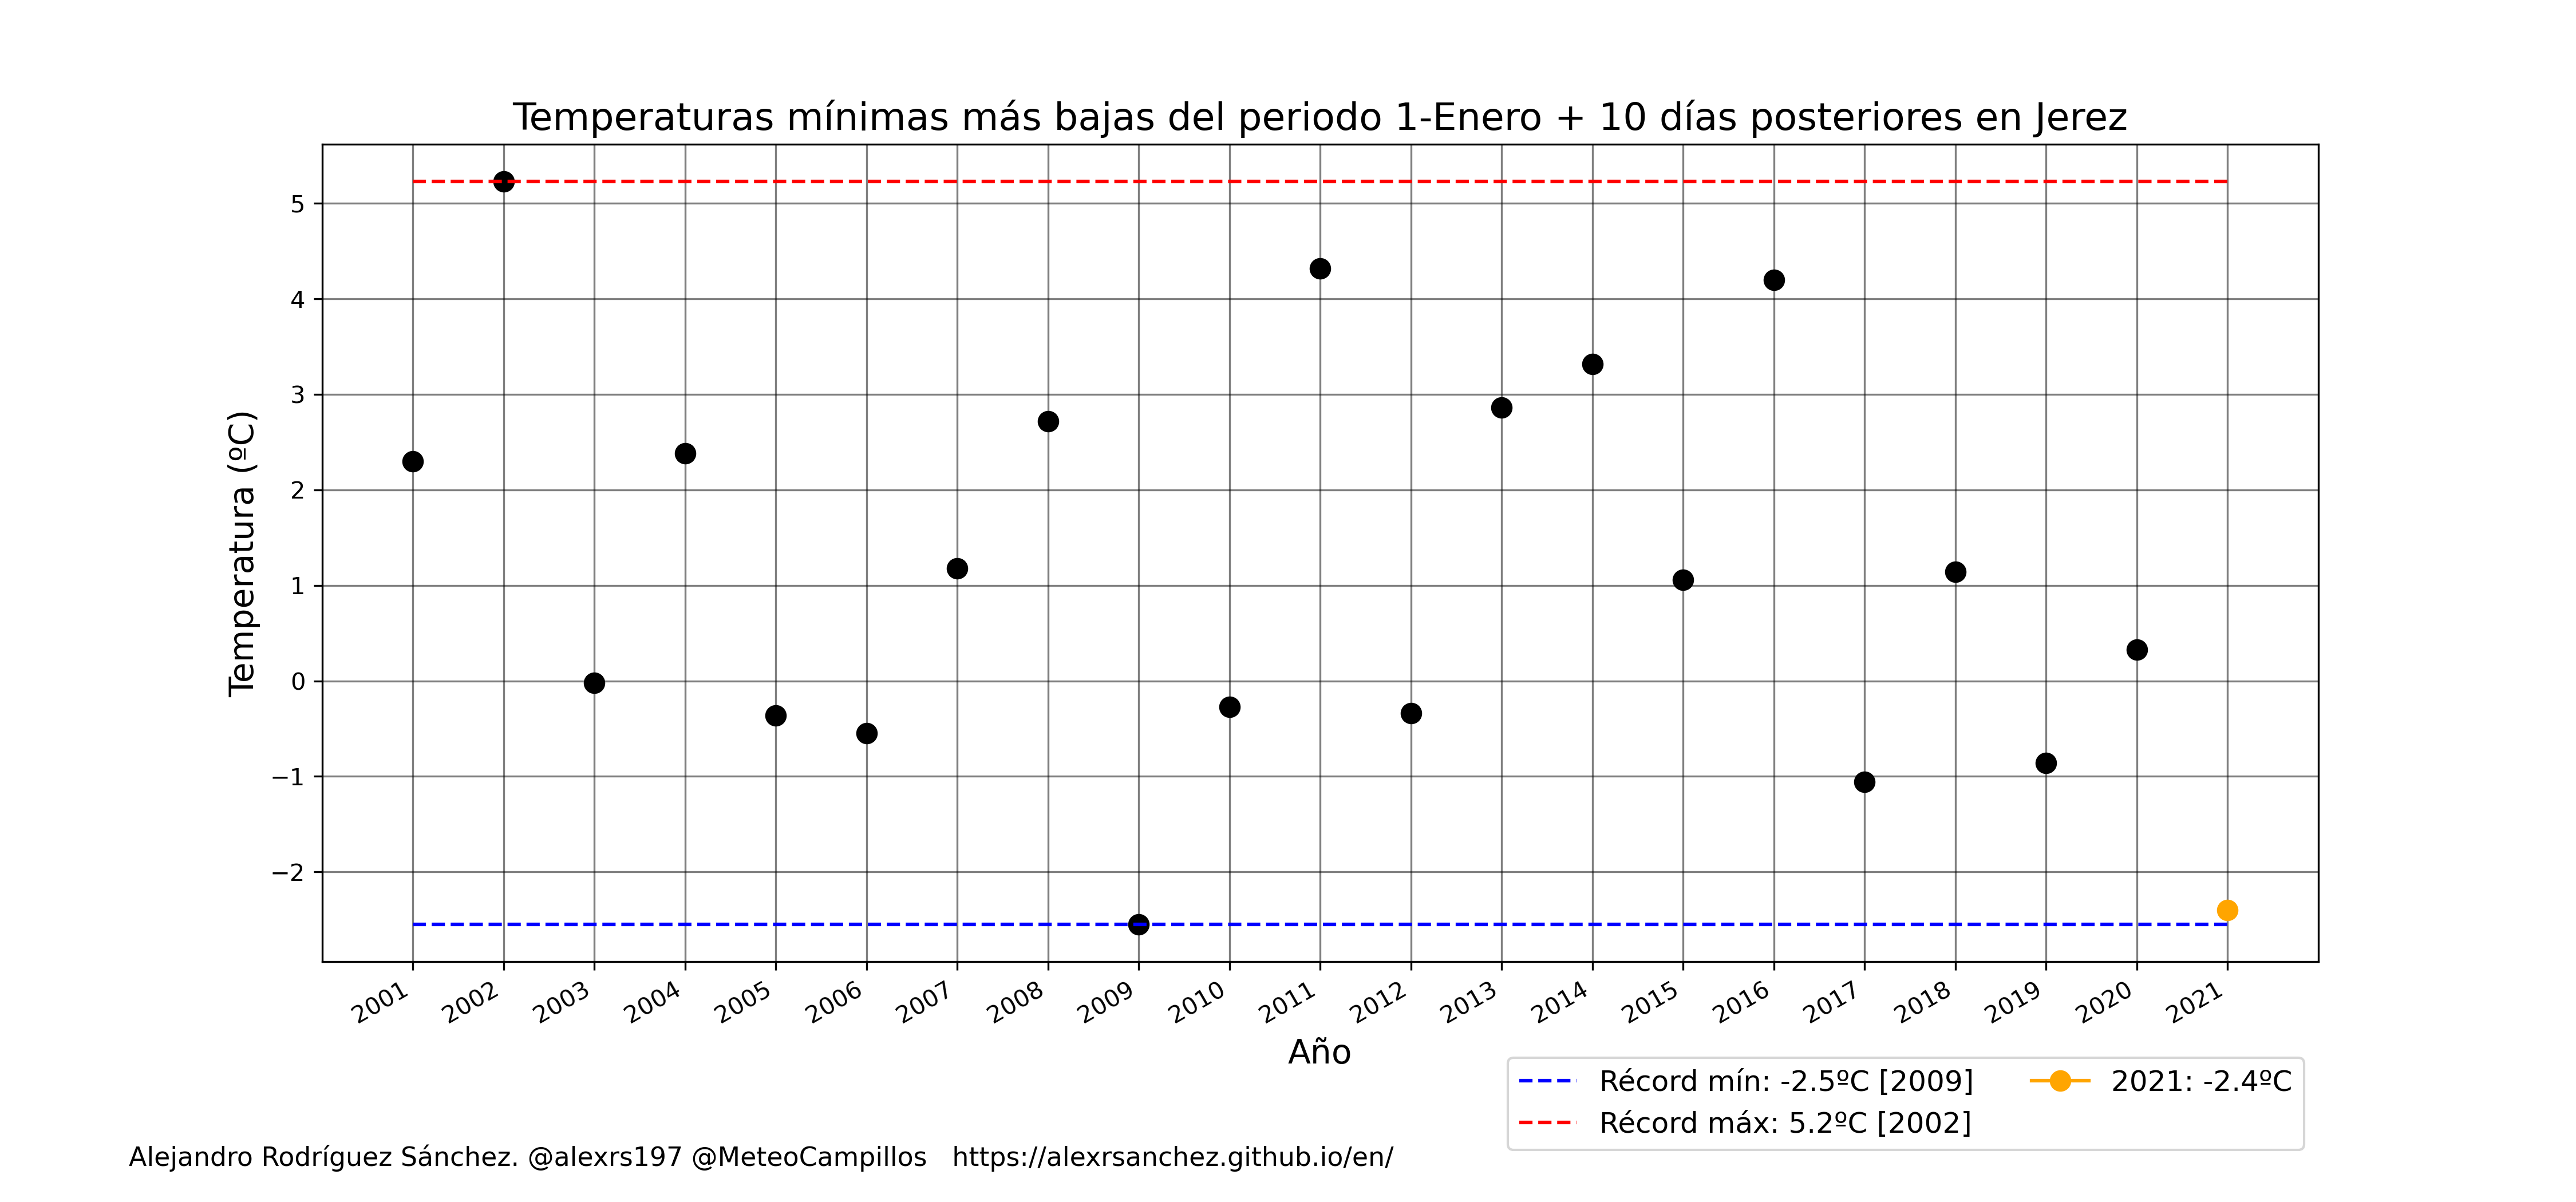 Temperaturas mínimas más bajas del periodo 1-Enero + 10 días posteriores en Jerez
Temperatura (ºC)
5
4
3
2
1
0
−1
−2
2001 2002 2003 2004 2005 2006 2007 2008 2009 2010 2011 2012 2013 2014 2015 2016 2017 2018 2019 2020 2021
Año
Récord mín: -2.5ºC [2009]
Récord máx: 5.2ºC [2002]
2021: -2.4ºC
Alejandro Rodríguez Sánchez. @alexrs197 @MeteoCampillos https://alexrsanchez.github.io/en/